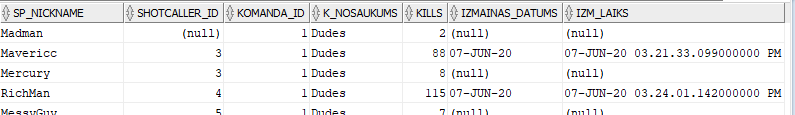 SP_NICKNAME SHOTCALLER_ID KOMANDA_ID K_NOSAUKUMS KILLS IZMAINAS_DATUMS IZM_LAIKS
Madman (null) 1 Dudes 2 (null) (null)
Mavericc 3 1 Dudes 88 07-JUN-20 07-JUN-20 03.21.33.099000000 PM
Mercury 3 1 Dudes 8 (null) (null)
RichMan 4 1 Dudes 115 07-JUN-20 07-JUN-20 03.24.01.142000000 PM
MessyGuy 5 1 Dudes 7 (null) (null)